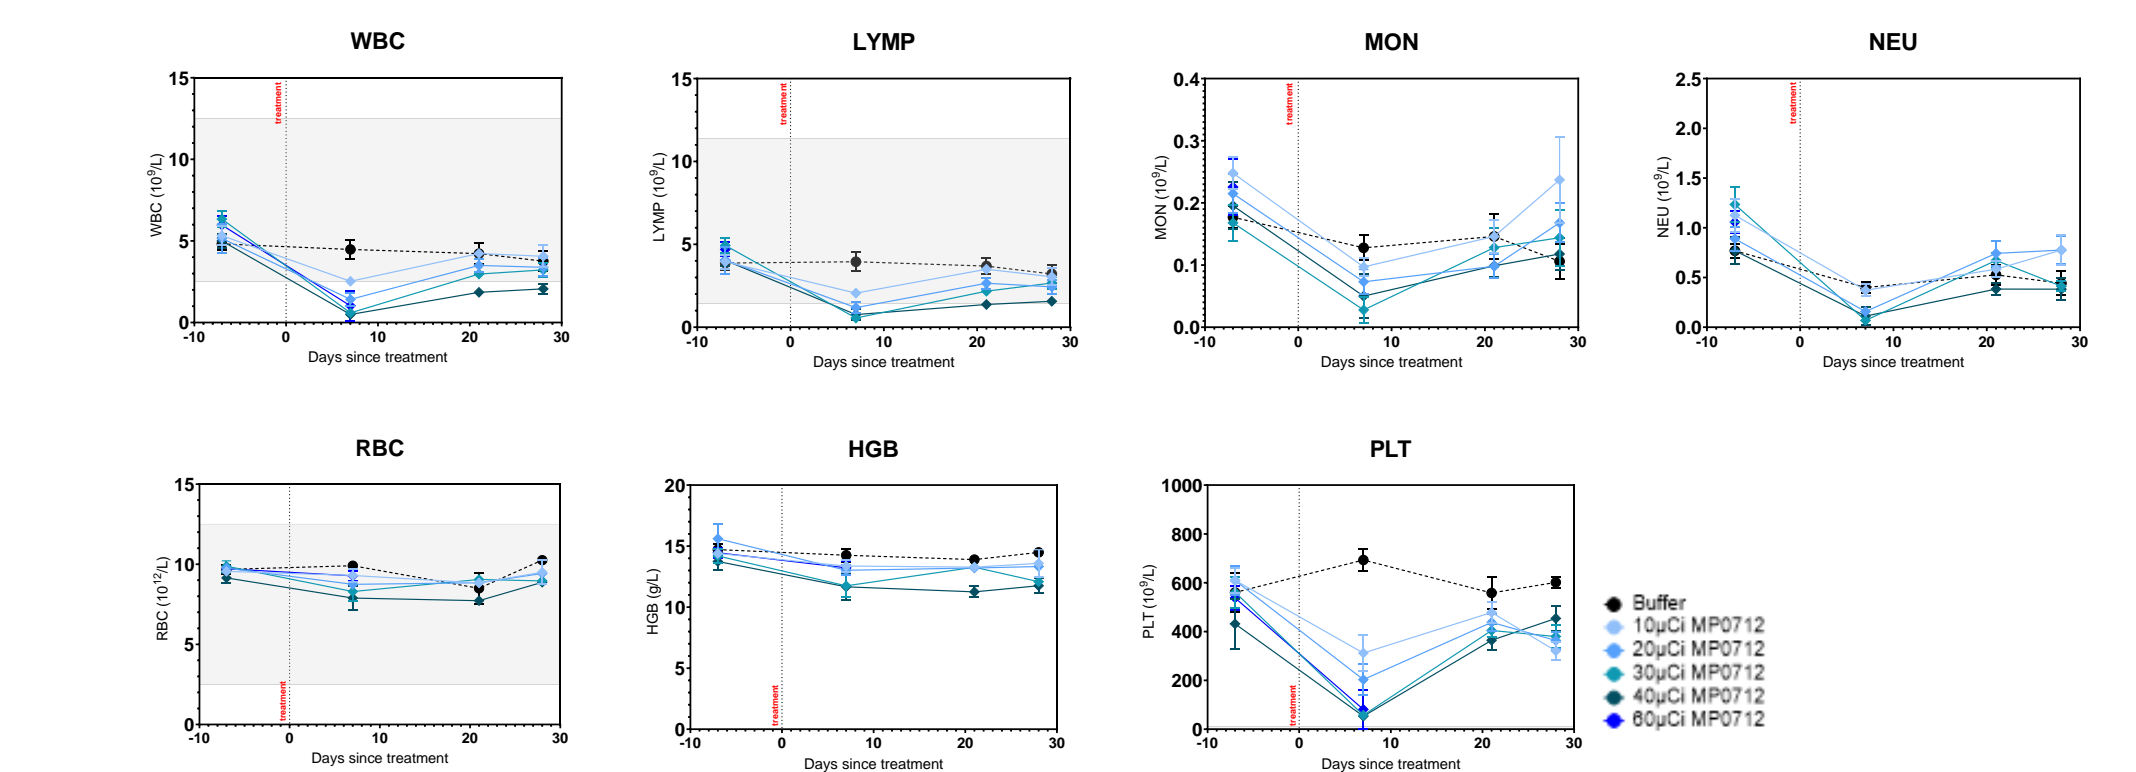 WBC
LYMP
MON
NEU
15
10
5
0
-10
0
10
20
30
WBC (10⁹/L)
treatment
Days since treatment
15
10
5
0
-10
0
10
20
30
LYMP (10⁹/L)
treatment
Days since treatment
0.4
0.3
0.2
0.1
0.0
-10
0
10
20
30
MON (10⁹/L)
treatment
Days since treatment
2.5
2.0
1.5
1.0
0.5
0.0
-10
0
10
20
30
NEU (10⁹/L)
treatment
Days since treatment
RBC
HGB
PLT
15
10
5
0
-10
0
10
20
30
RBC (10¹²/L)
treatment
Days since treatment
20
15
10
5
0
-10
0
10
20
30
HGB (g/L)
treatment
Days since treatment
1000
800
600
400
200
0
-10
0
10
20
30
PLT (10⁹/L)
treatment
Days since treatment
Buffer
10µCi MP0712
20µCi MP0712
30µCi MP0712
40µCi MP0712
60µCi MP0712